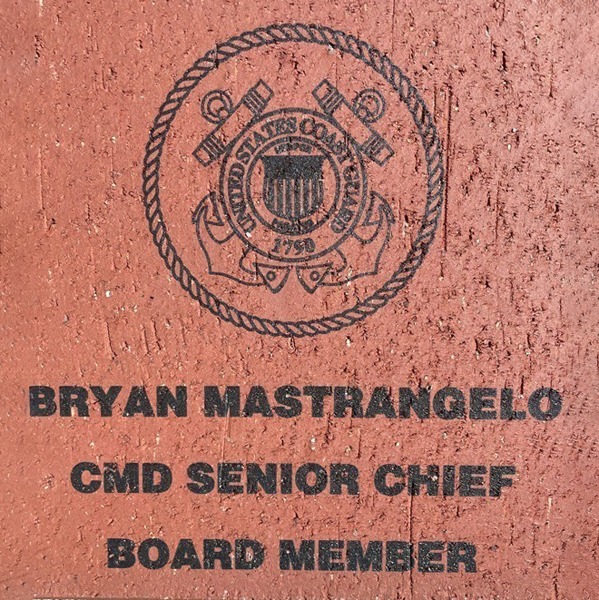 UNITED STATES COAST GUARD
1790
BRYAN MASTRANGELO
CMD SENIOR CHIEF
BOARD MEMBER